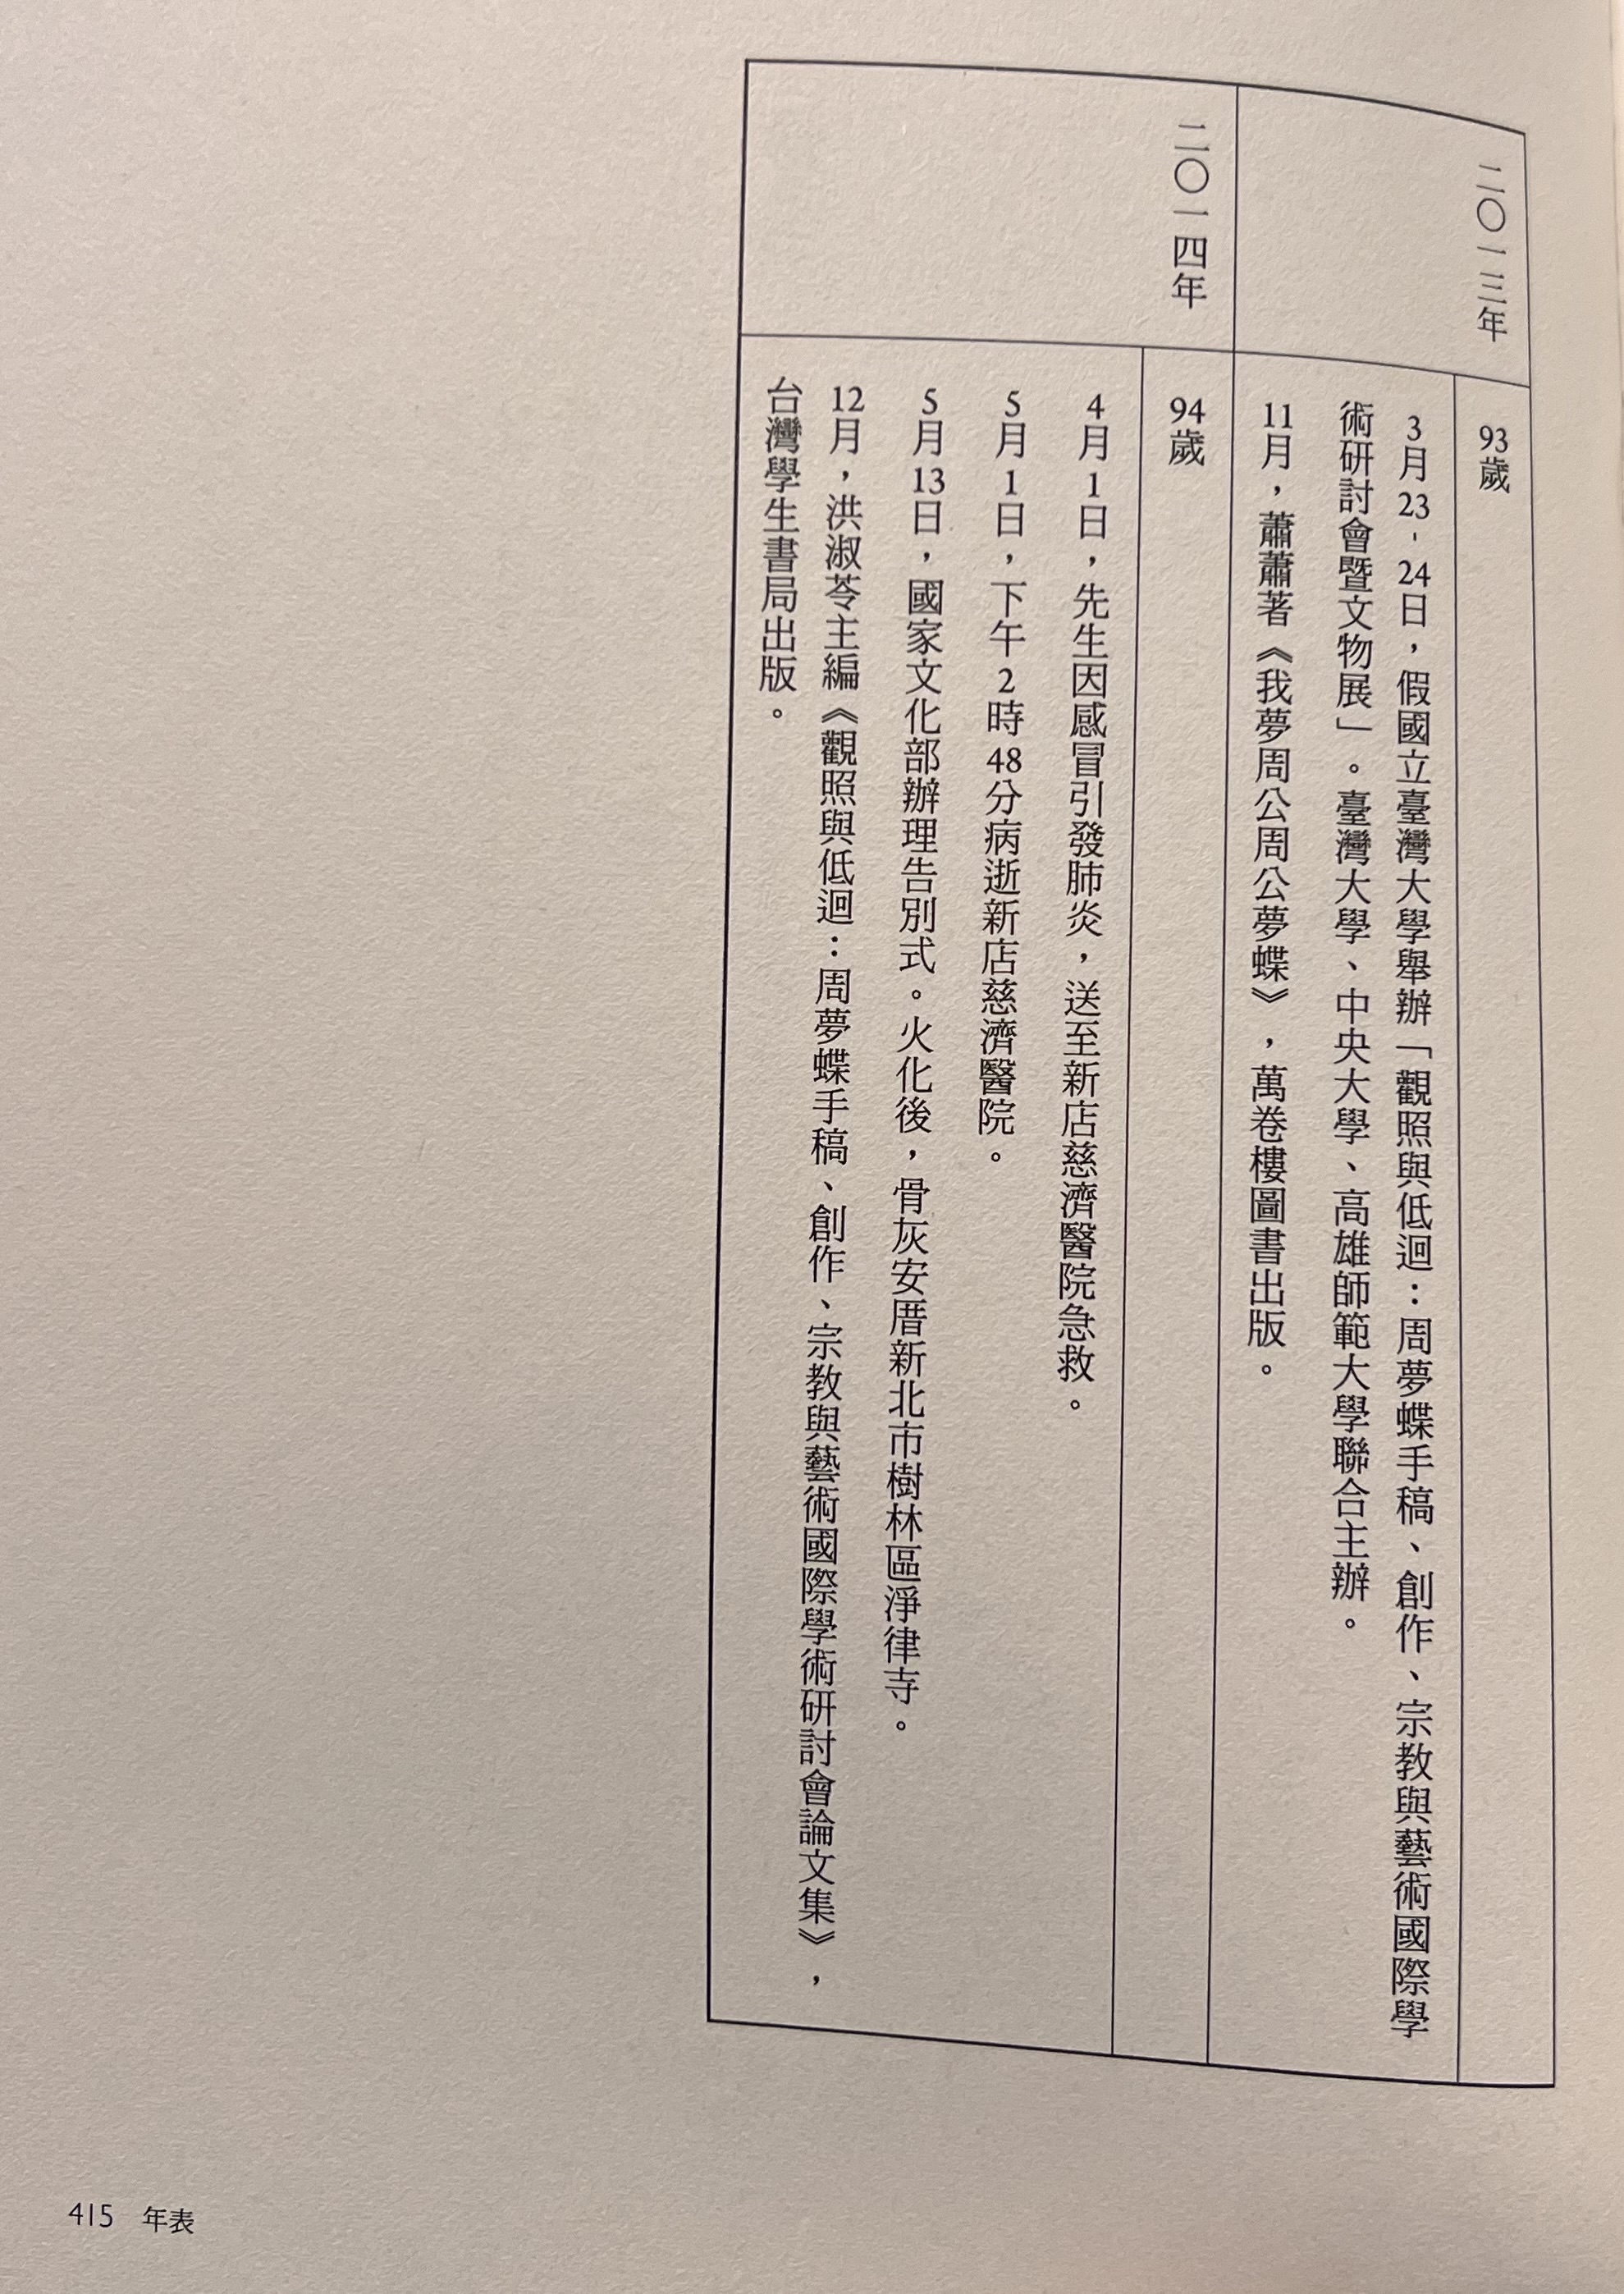 二〇一三年
93歲
3月23-24日，假國立臺灣大學舉辦「觀照與低迴：周夢蝶手稿、創作、宗教與藝術國際學
術研討會暨文物展」。臺灣大學、中央大學、高雄師範大學聯合主辦。
11月，蕭蕭著《我夢周公周公夢蝶》，萬卷樓圖書出版。
二〇一四年
94歲
4月1日，先生因感冒引發肺炎，送至新店慈濟醫院急救。
5月1日，下午2時48分病逝新店慈濟醫院。
5月13日，國家文化部辦理告別式。火化後，骨灰安厝新北市樹林區淨律寺。
12月，洪淑苓主編《觀照與低迴：周夢蝶手稿、創作、宗教與藝術國際學術研討會論文集》，
台灣學生書局出版。
415 年表